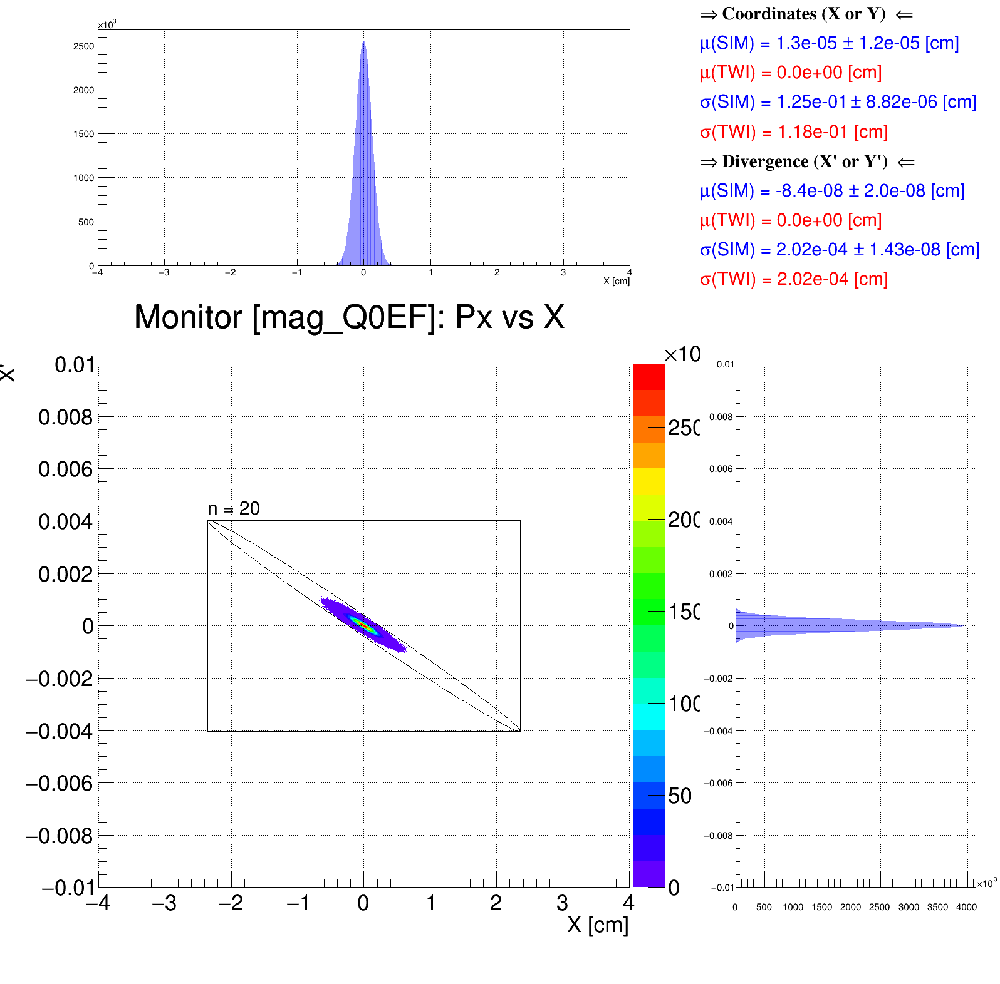 ×10³
2500
2000
1500
1000
500
0
−4 −3 −2 −1 0 1 2 3 4
X [cm]
⇒ Coordinates (X or Y) ⇐
μ(SIM) = 1.3e-05 ± 1.2e-05 [cm]
μ(TWI) = 0.0e+00 [cm]
σ(SIM) = 1.25e-01 ± 8.82e-06 [cm]
σ(TWI) = 1.18e-01 [cm]
⇒ Divergence (X' or Y') ⇐
μ(SIM) = -8.4e-08 ± 2.0e-08 [cm]
μ(TWI) = 0.0e+00 [cm]
σ(SIM) = 2.02e-04 ± 1.43e-08 [cm]
σ(TWI) = 2.02e-04 [cm]
Monitor [mag_Q0EF]: Px vs X
X'
0.01
0.008
0.006
0.004
0.002
0
−0.002
−0.004
−0.006
−0.008
−0.01
n = 20
−4 −3 −2 −1 0 1 2 3 4
X [cm]
×10
250
200
150
100
50
0
0.01
0.008
0.006
0.004
0.002
0
−0.002
−0.004
−0.006
−0.008
−0.01
0 500 1000 1500 2000 2500 3000 3500 4000
×10³